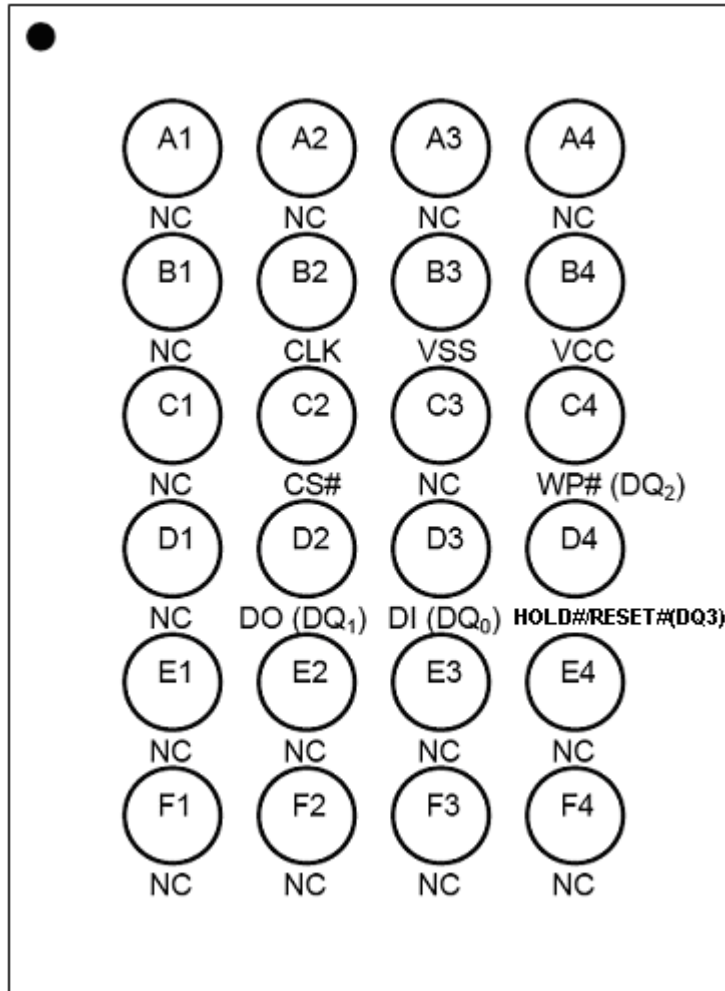 A1 A2 A3 A4
NC NC NC NC
B1 B2 B3 B4
NC CLK VSS VCC
C1 C2 C3 C4
NC CS# NC WP# (DQ₂)
D1 D2 D3 D4
NC DO (DQ₁) DI (DQ₀) HOLD#/RESET#(DQ3)
E1 E2 E3 E4
NC NC NC NC
F1 F2 F3 F4
NC NC NC NC